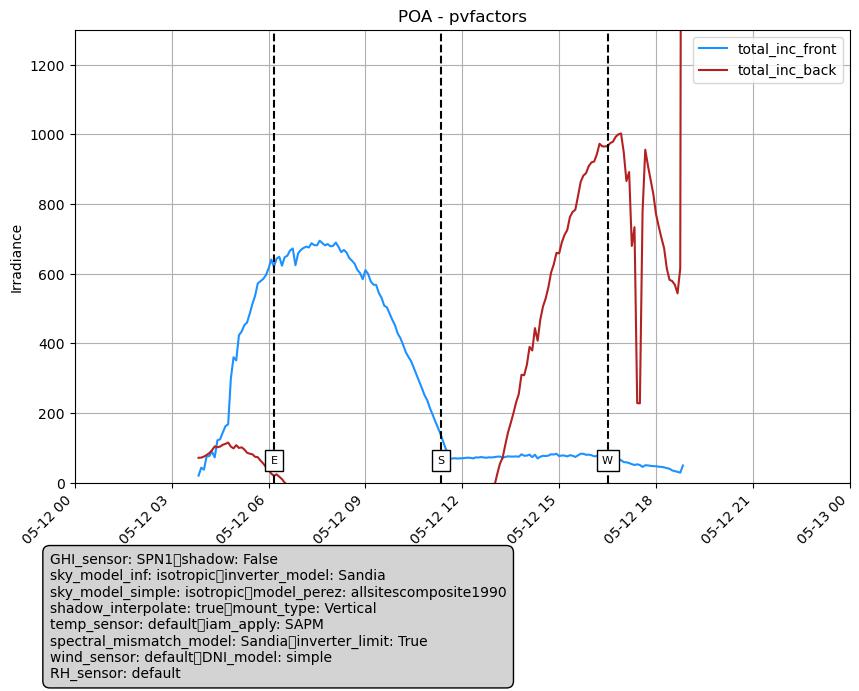 POA - pvfactors
total_inc_front
total_inc_back
Irradiance
1200
1000
800
600
400
200
0
E
S
W
05-12 00
05-12 03
05-12 06
05-12 09
05-12 12
05-12 15
05-12 18
05-12 21
05-13 00
GHI_sensor: SPN1▯shadow: False
sky_model_inf: isotropic▯inverter_model: Sandia
sky_model_simple: isotropic▯model_perez: allsitescomposite1990
shadow_interpolate: true▯mount_type: Vertical
temp_sensor: default▯iam_apply: SAPM
spectral_mismatch_model: Sandia▯inverter_limit: True
wind_sensor: default▯DNI_model: simple
RH_sensor: default